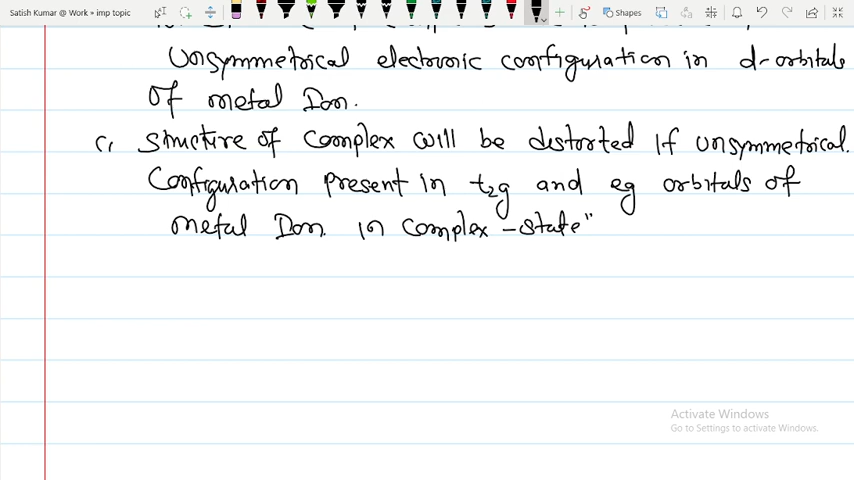 Satish Kumar @ Work » imp topic
Shapes
Unsymmetrical electronic configuration in d-orbitals
of metal Ion.
c, structure of complex will be distorted if unsymmetrical.
Configuration present in t2g and eg orbitals of
metal Ion. in complex-state"
Activate Windows
Go to Settings to activate Windows.